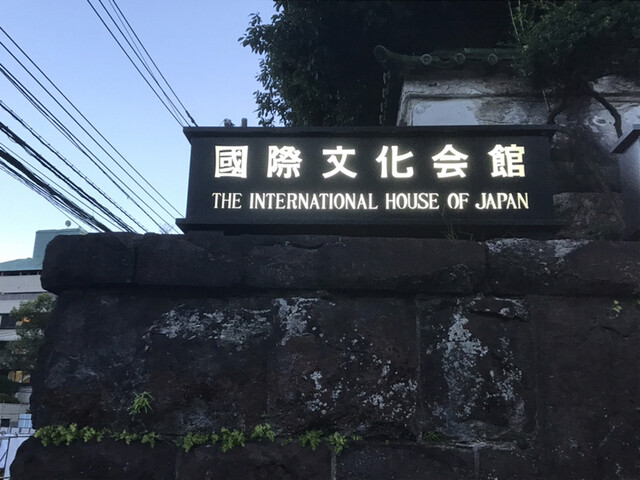 國際文化会館
THE INTERNATIONAL HOUSE OF JAPAN